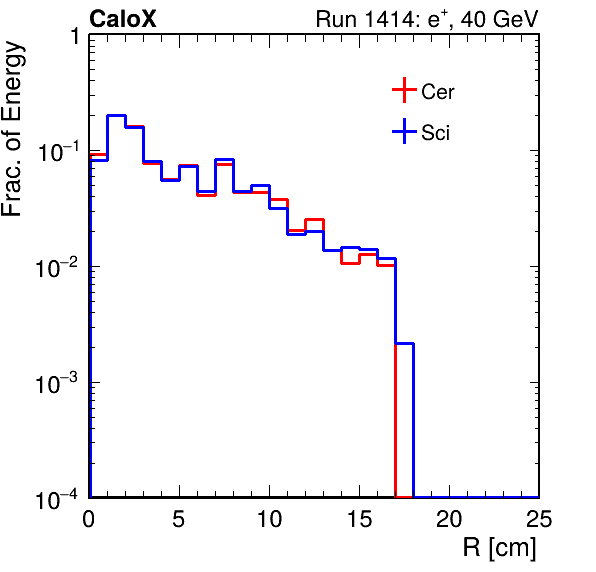 CaloX Run 1414: e⁺, 40 GeV
Frac. of Energy
1
10⁻¹
10⁻²
10⁻³
10⁻⁴
Cer
Sci
0 5 10 15 20 25
R [cm]